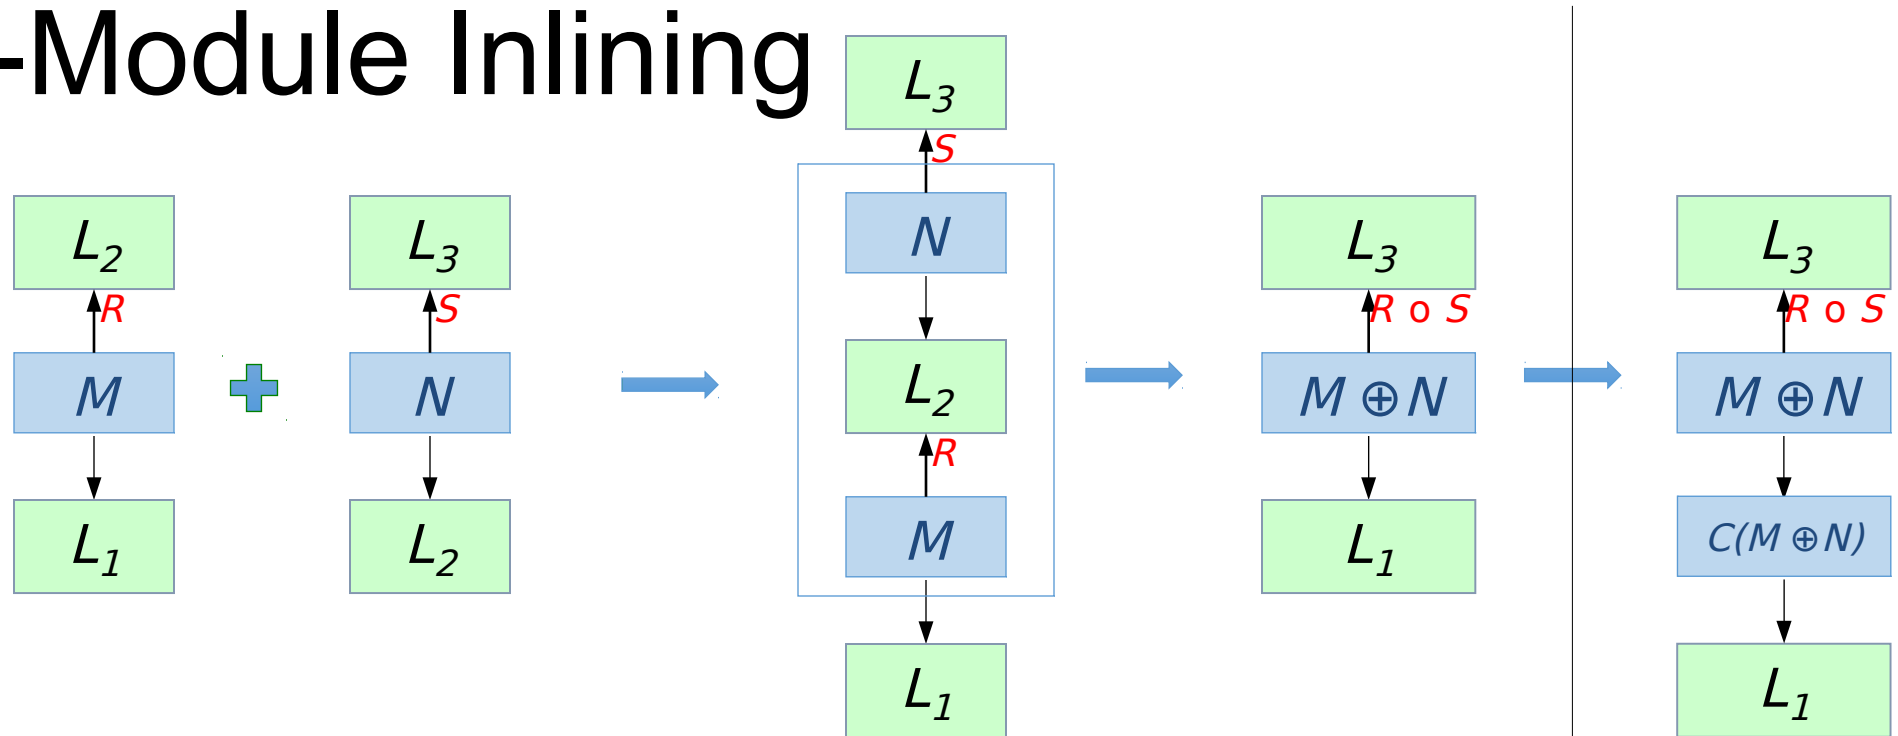 -Module Inlining
L2
R
M
L1
L3
S
N
L2
L3
S
N
L2
R
M
L1
L3
R o S
M ⊕ N
L1
L3
R o S
M ⊕ N
C(M ⊕ N)
L1